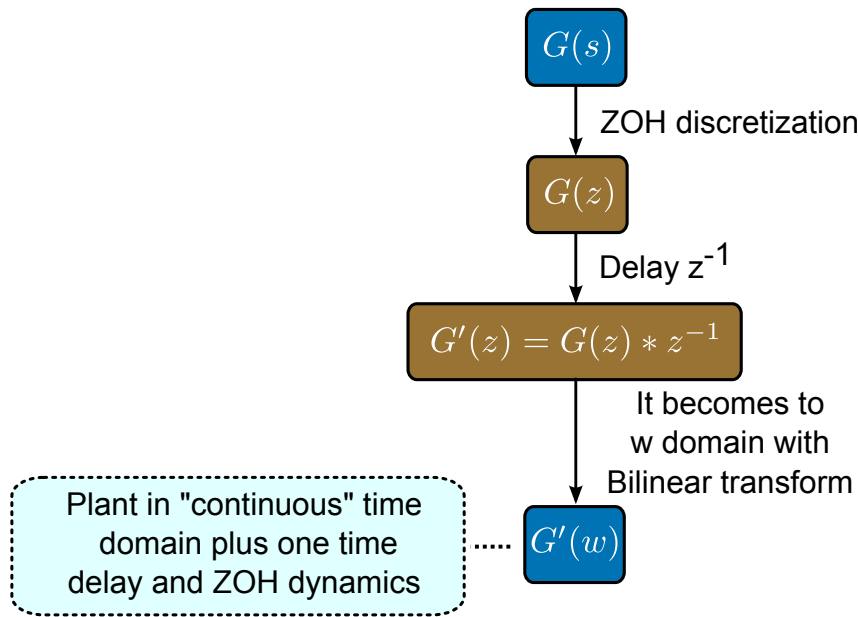 G(s)
ZOH discretization
G(z)
Delay z⁻¹
G′(z) = G(z) ∗ z⁻¹
It becomes to
w domain with
Bilinear transform
Plant in "continuous" time
domain plus one time
delay and ZOH dynamics
G′(w)